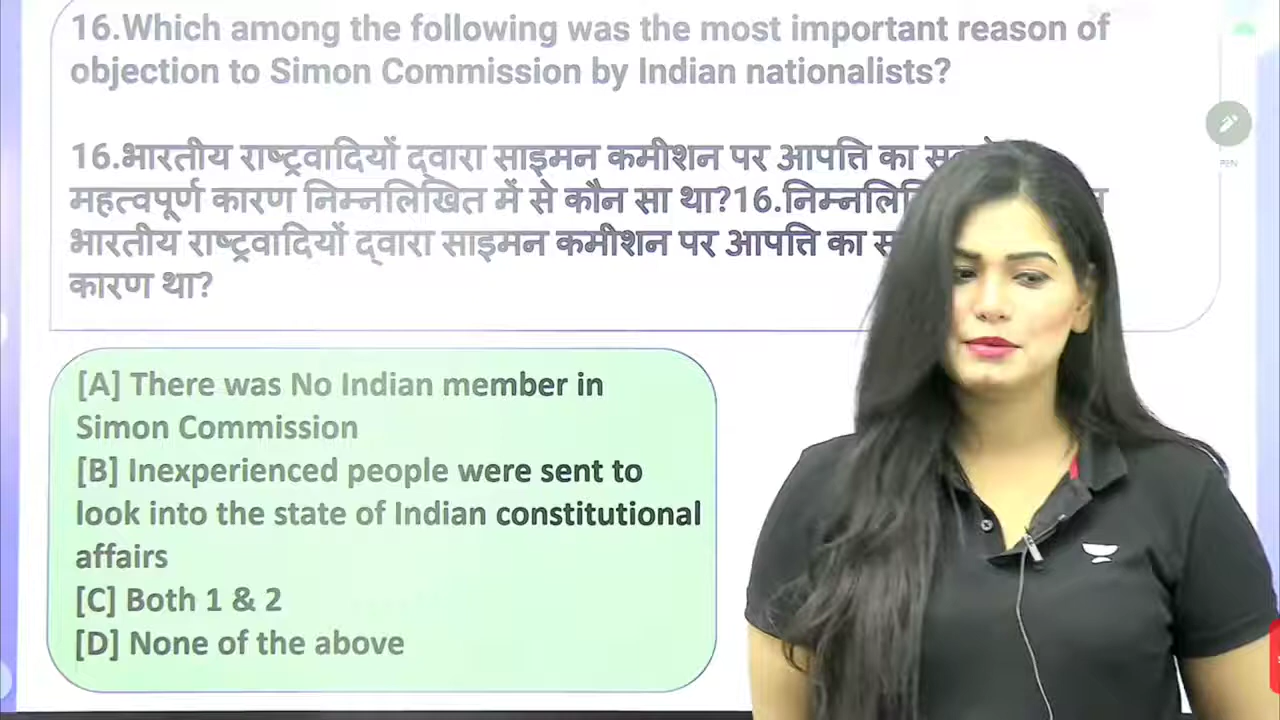 16.Which among the following was the most important reason of
objection to Simon Commission by Indian nationalists?
16.भारतीय राष्ट्रवादियों द्वारा साइमन कमीशन पर आपत्ति का
महत्वपूर्ण कारण निम्नलिखित में से कौन सा था?16.
भारतीय राष्ट्रवादियों द्वारा साइमन कमीशन पर आपत्ति का
कारण था?
[A] There was No Indian member in
Simon Commission
[B] Inexperienced people were sent to
look into the state of Indian constitutional
affairs
[C] Both 1 & 2
[D] None of the above
PEN